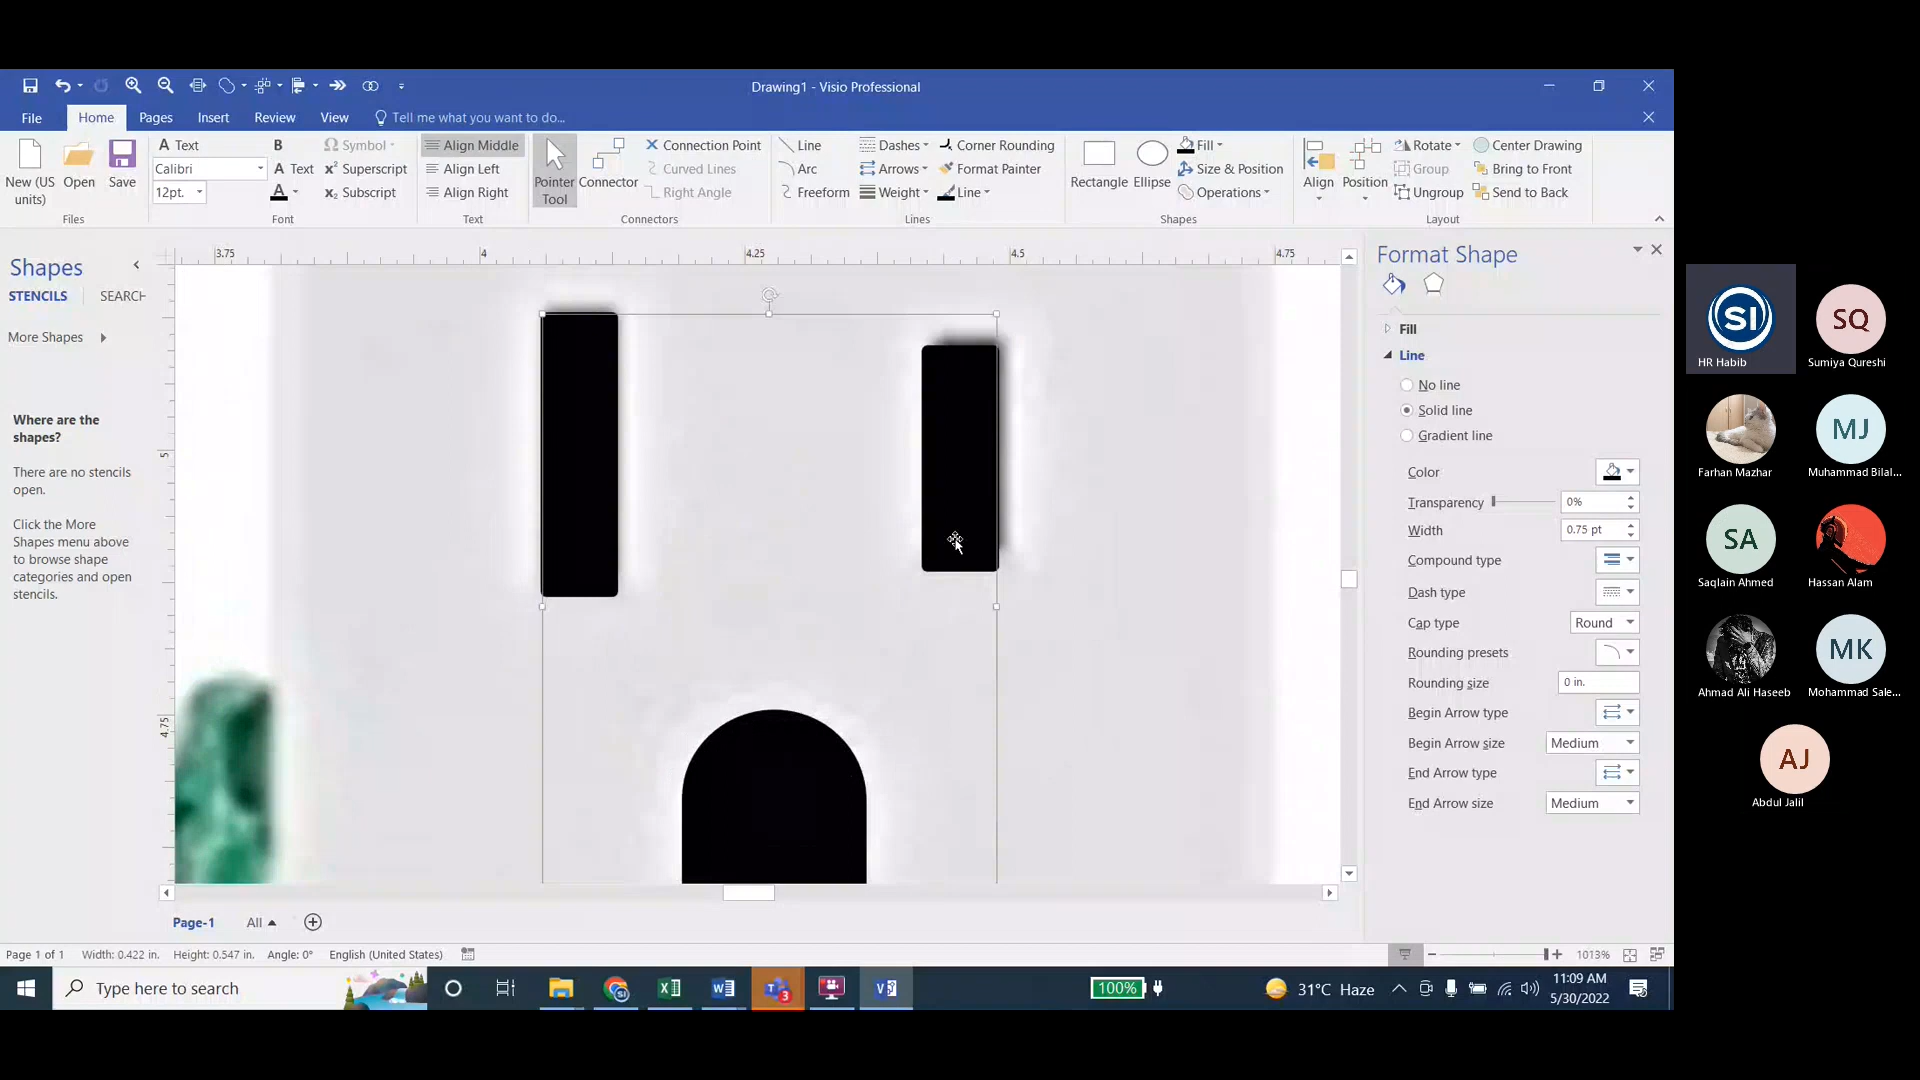 Drawing1 - Visio Professional
File Home Pages Insert Review View Tell me what you want to do...
New (US units)
Open
Save
Files
A Text
Calibri
12pt.
B
A Text
A
Font
Symbol
x² Superscript
x₂ Subscript
Align Middle
Align Left
Align Right
Text
Pointer Tool
Connector
Connection Point
Curved Lines
Right Angle
Connectors
Line
Arc
Freeform
Dashes
Arrows
Weight
Corner Rounding
Format Painter
Line
Lines
Rectangle
Ellipse
Fill
Size & Position
Operations
Shapes
Align
Position
Rotate
Group
Ungroup
Center Drawing
Bring to Front
Send to Back
Layout
Shapes
STENCILS SEARCH
More Shapes
Where are the
shapes?
There are no stencils
open.
Click the More
Shapes menu above
to browse shape
categories and open
stencils.
3.75 4 4.25 4.5 4.75
5
4.75
Format Shape
Fill
Line
No line
Solid line
Gradient line
Color
Transparency 0%
Width 0.75 pt
Compound type
Dash type
Cap type Round
Rounding presets
Rounding size 0 in.
Begin Arrow type
Begin Arrow size Medium
End Arrow type
End Arrow size Medium
Page-1 All
Page 1 of 1 Width: 0.422 in. Height: 0.547 in. Angle: 0° English (United States) 1013%
Type here to search
3
100%
31°C Haze
11:09 AM
5/30/2022
SI
HR Habib
SQ
Sumiya Qureshi
Farhan Mazhar
MJ
Muhammad Bilal...
SA
Saqlain Ahmed
Hassan Alam
Ahmad Ali Haseeb
MK
Mohammad Sale...
AJ
Abdul Jalil